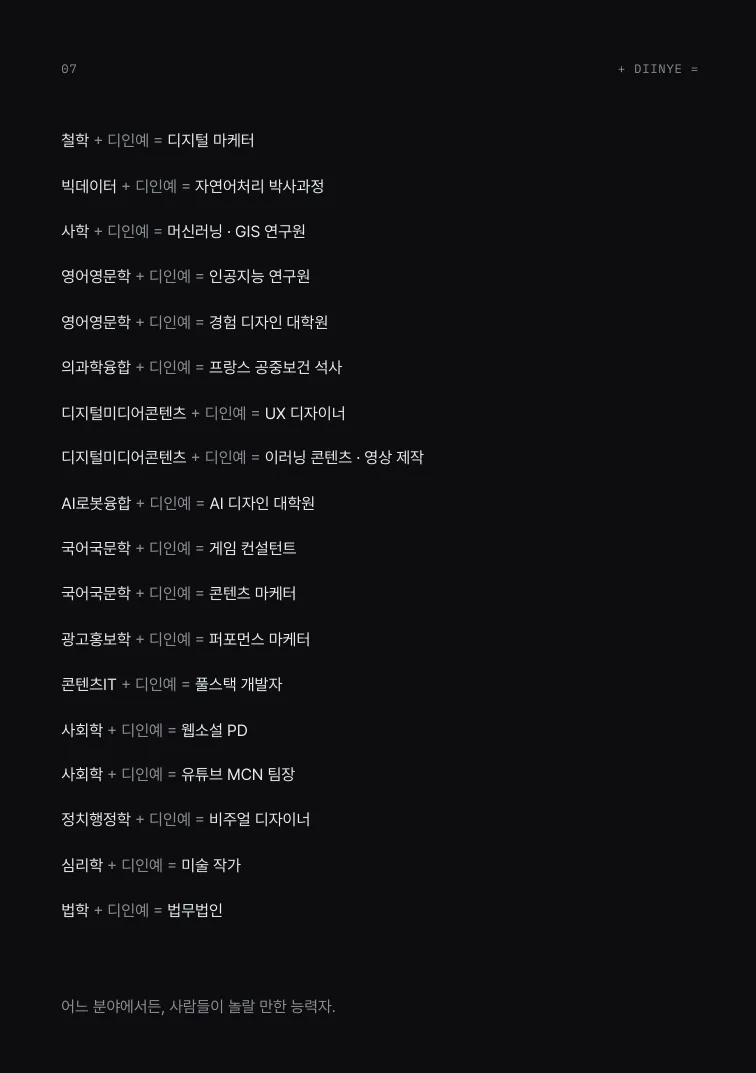 07
+ DIINYE =
철학 + 디인예 = 디지털 마케터
빅데이터 + 디인예 = 자연어처리 박사과정
사학 + 디인예 = 머신러닝 · GIS 연구원
영어영문학 + 디인예 = 인공지능 연구원
영어영문학 + 디인예 = 경험 디자인 대학원
의과학융합 + 디인예 = 프랑스 공중보건 석사
디지털미디어콘텐츠 + 디인예 = UX 디자이너
디지털미디어콘텐츠 + 디인예 = 이러닝 콘텐츠 · 영상 제작
AI로봇융합 + 디인예 = AI 디자인 대학원
국어국문학 + 디인예 = 게임 컨설턴트
국어국문학 + 디인예 = 콘텐츠 마케터
광고홍보학 + 디인예 = 퍼포먼스 마케터
콘텐츠IT + 디인예 = 풀스택 개발자
사회학 + 디인예 = 웹소설 PD
사회학 + 디인예 = 유튜브 MCN 팀장
정치행정학 + 디인예 = 비주얼 디자이너
심리학 + 디인예 = 미술 작가
법학 + 디인예 = 법무법인
어느 분야에서든, 사람들이 놀랄 만한 능력자.